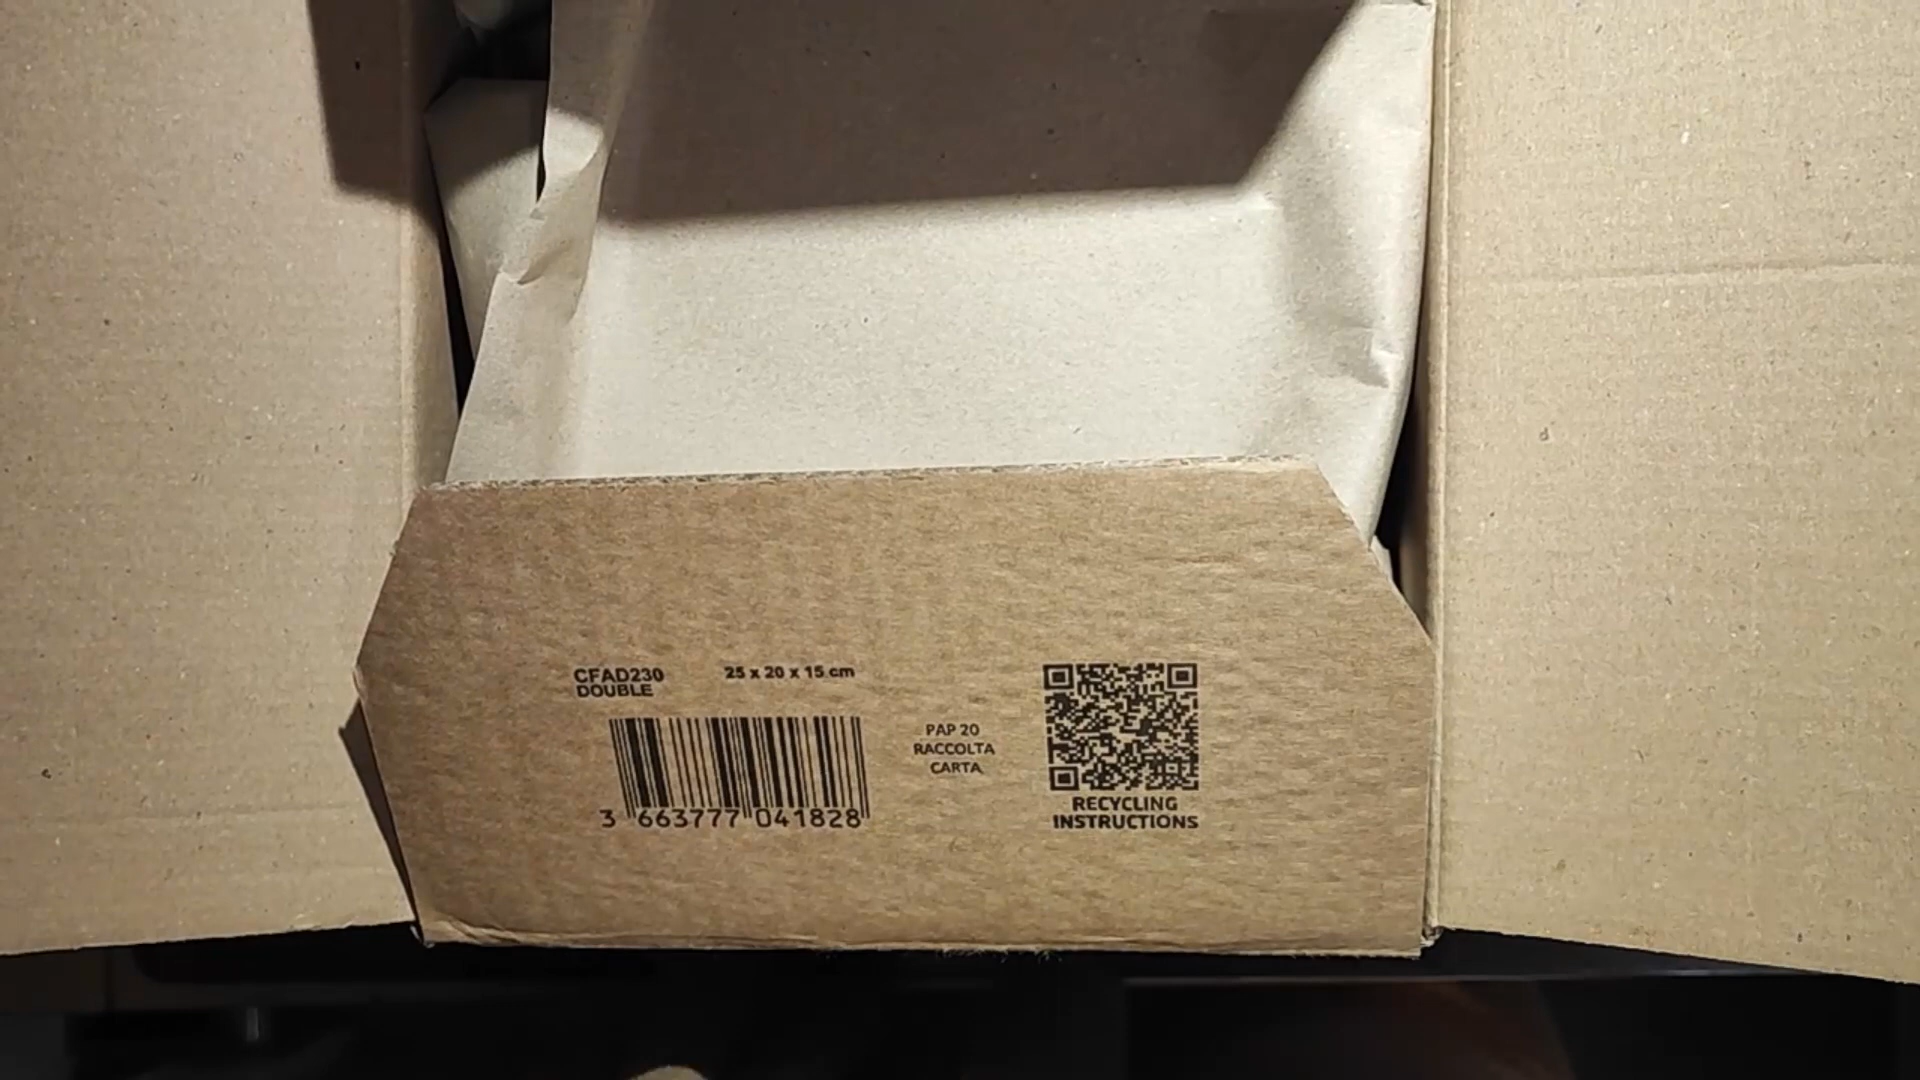 CFAD230
DOUBLE
25 x 20 x 15 cm
3 663777 041828
PAP 20
RACCOLTA
CARTA
RECYCLING
INSTRUCTIONS